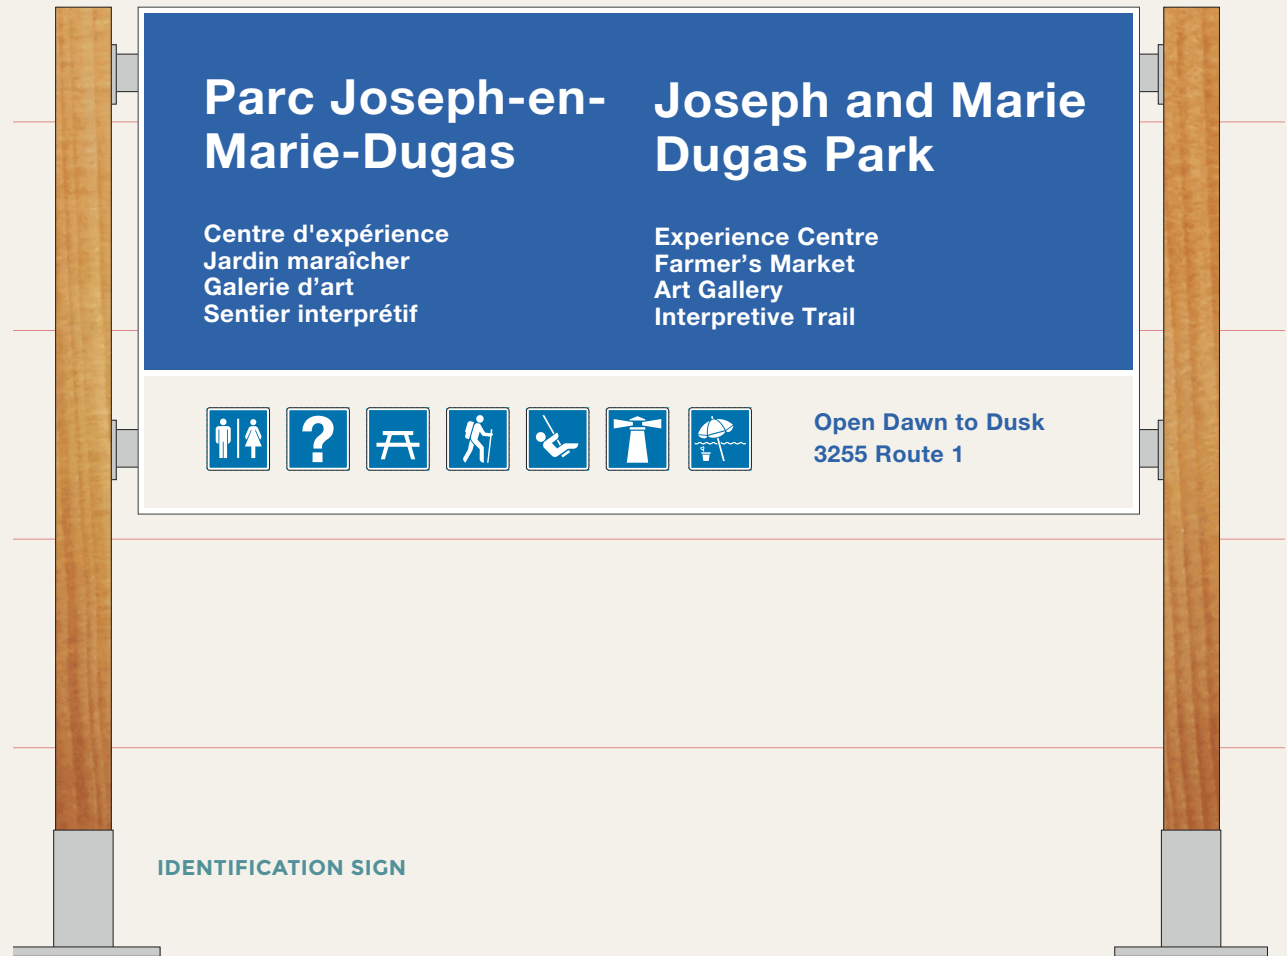 Parc Joseph-en-
Marie-Dugas
Centre d'expérience
Jardin maraîcher
Galerie d’art
Sentier interprétif
Joseph and Marie
Dugas Park
Experience Centre
Farmer’s Market
Art Gallery
Interpretive Trail
?
Open Dawn to Dusk
3255 Route 1
IDENTIFICATION SIGN